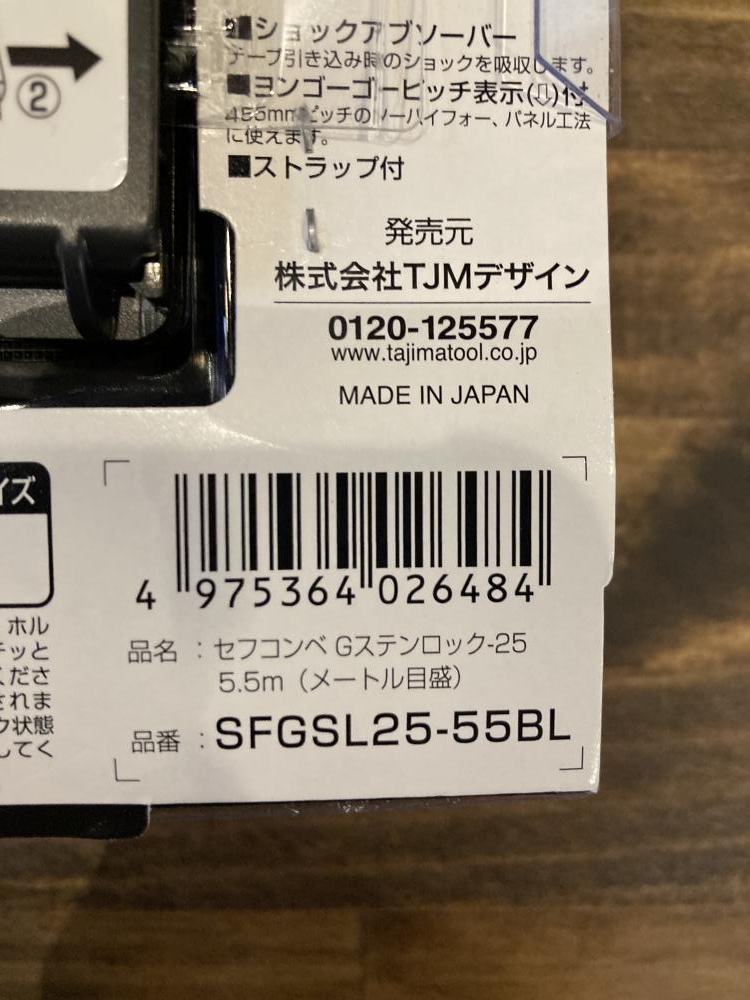 ②
■ショックアブソーバー
テープ引き込み時のショックを吸収します。
■ヨンゴーゴーピッチ表示(⇩)付
455mmピッチのツーバイフォー、パネル工法
に使えます。
■ストラップ付
発売元
株式会社TJMデザイン
0120-125577
www.tajimatool.co.jp
MADE IN JAPAN
イズ
ホル
チッと
くださ
されま
ク状態
してく
4 975364 026484
品名：セフコンベ Gステンロック-25
5.5m（メートル目盛）
品番：SFGSL25-55BL